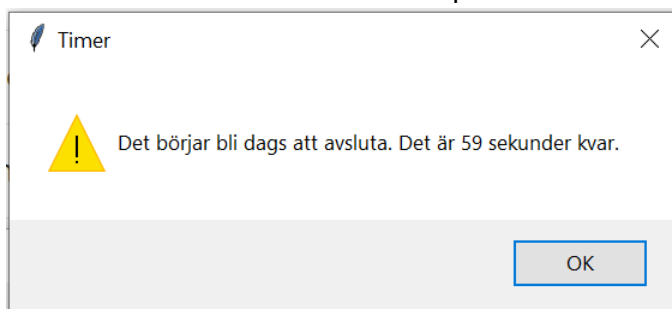 Timer
Det börjar bli dags att avsluta. Det är 59 sekunder kvar.
OK